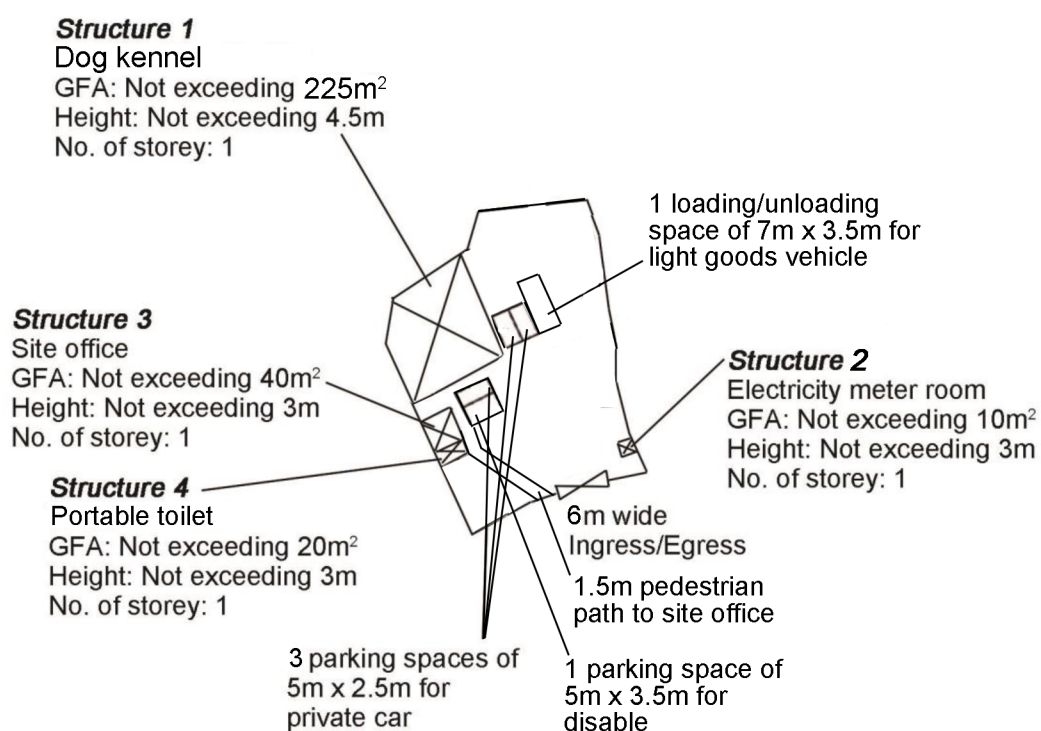 Structure 1
Dog kennel
GFA: Not exceeding 225m²
Height: Not exceeding 4.5m
No. of storey: 1
1 loading/unloading
space of 7m x 3.5m for
light goods vehicle
Structure 3
Site office
GFA: Not exceeding 40m²
Height: Not exceeding 3m
No. of storey: 1
Structure 2
Electricity meter room
GFA: Not exceeding 10m²
Height: Not exceeding 3m
No. of storey: 1
Structure 4
Portable toilet
GFA: Not exceeding 20m²
Height: Not exceeding 3m
No. of storey: 1
6m wide
Ingress/Egress
1.5m pedestrian
path to site office
3 parking spaces of
5m x 2.5m for
private car
1 parking space of
5m x 3.5m for
disable